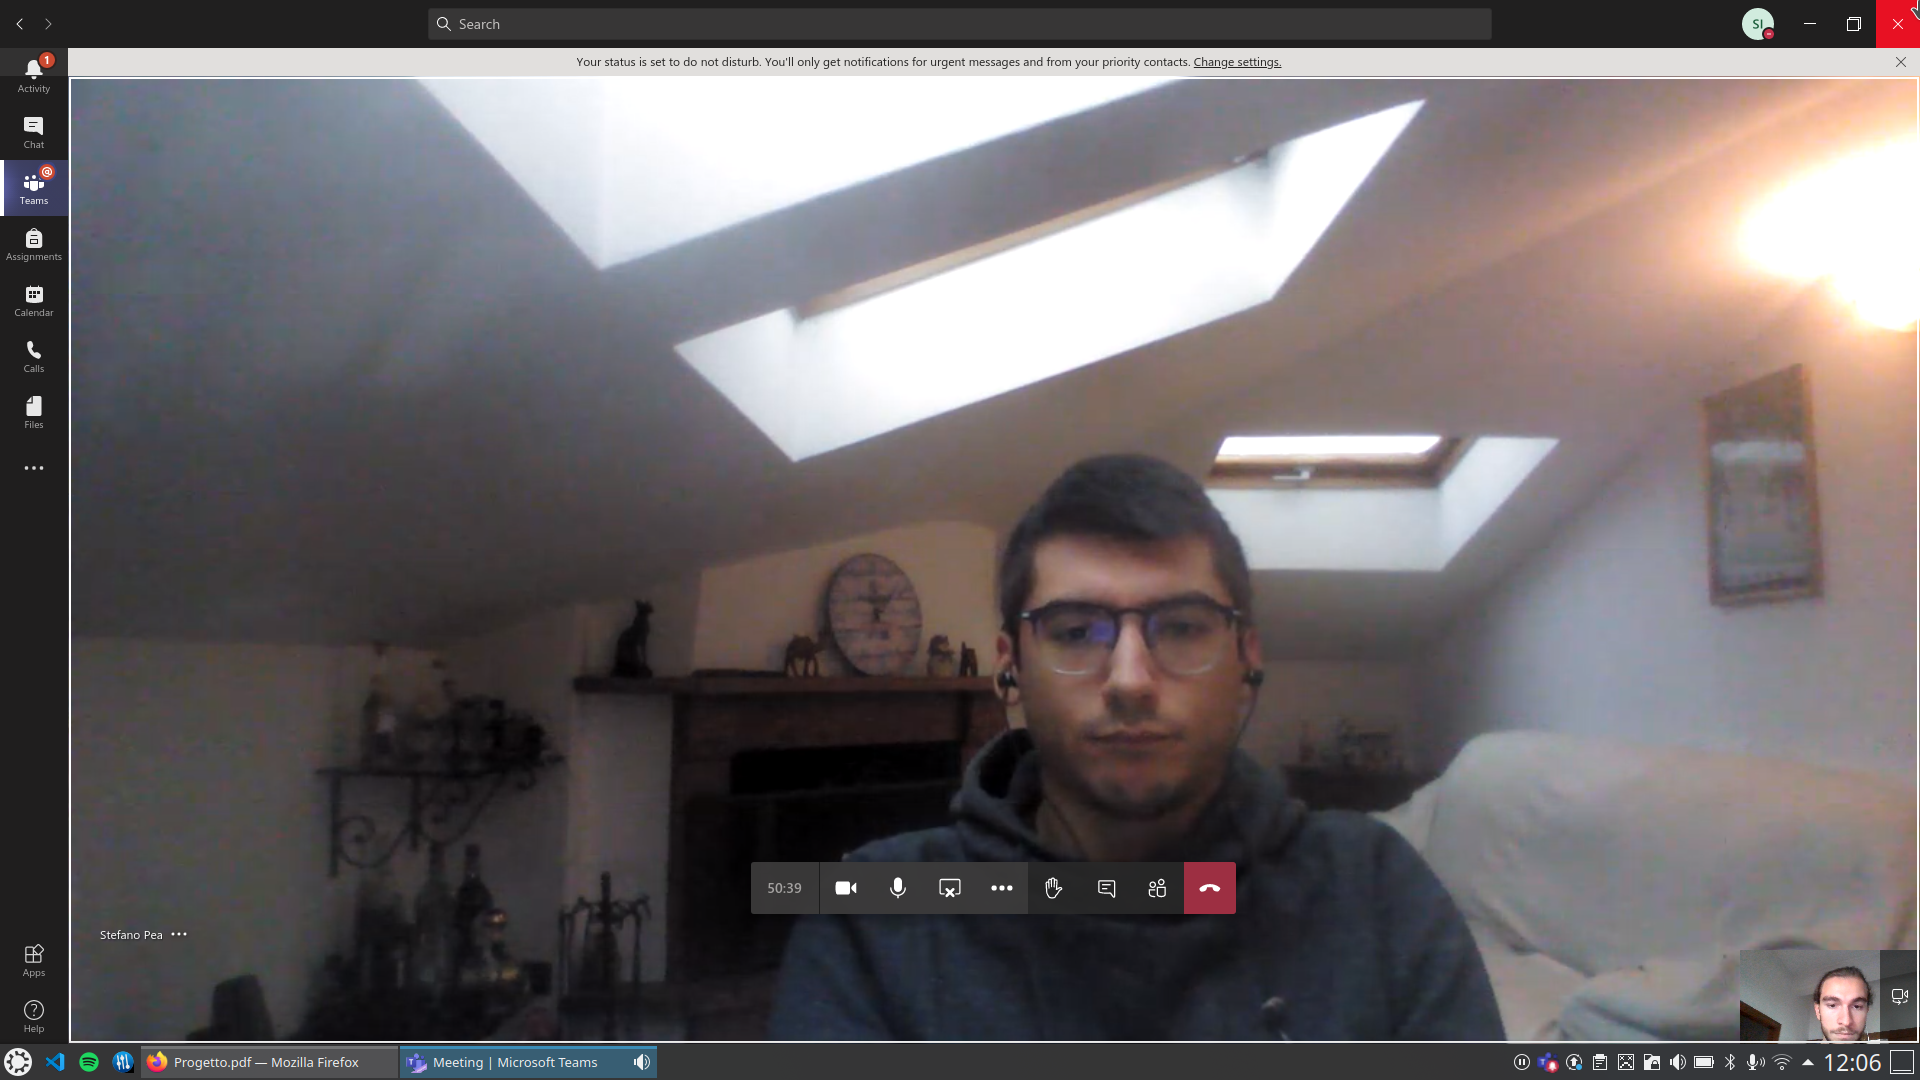 Search
SI
Your status is set to do not disturb. You'll only get notifications for urgent messages and from your priority contacts. Change settings.
1
Activity
Chat
@
Teams
Assignments
Calendar
Calls
Files
50:39
Stefano Pea
Apps
Help
Progetto.pdf — Mozilla Firefox
Meeting | Microsoft Teams
12:06